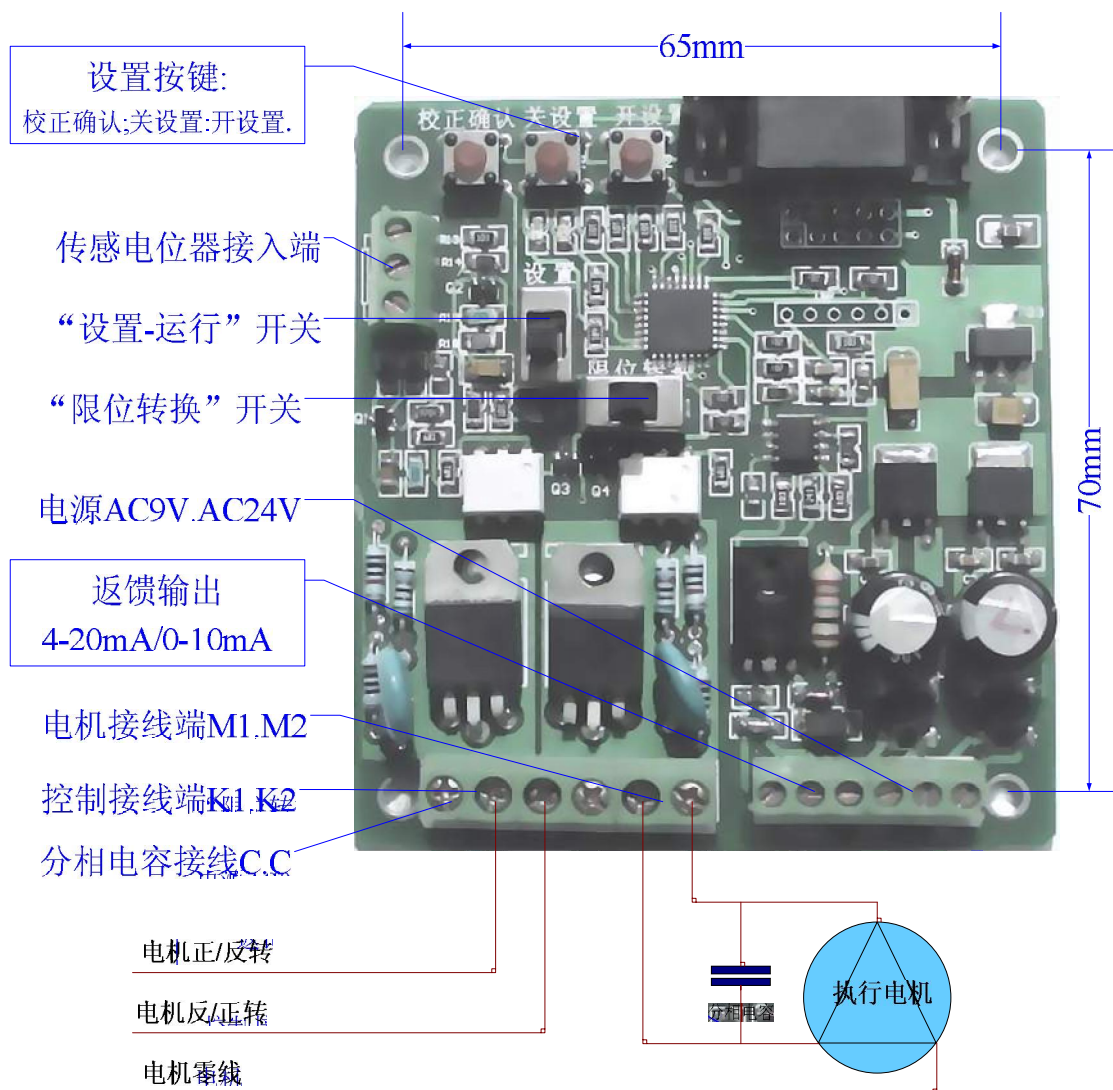 65mm
设置按键:
校正确认;关设置:开设置.
校正确认 关设置 开设置
传感电位器接入端
R13
R14
Q2
设置
“设置-运行”开关
限位转换
“限位转换”开关
Q3 Q4
70mm
电源AC9V.AC24V
返馈输出
4-20mA/0-10mA
电机接线端M1.M2
控制接线端K1.K2
分相电容接线C.C
电机正/反转
执行电机
分相电容
电机反/正转
电机零线